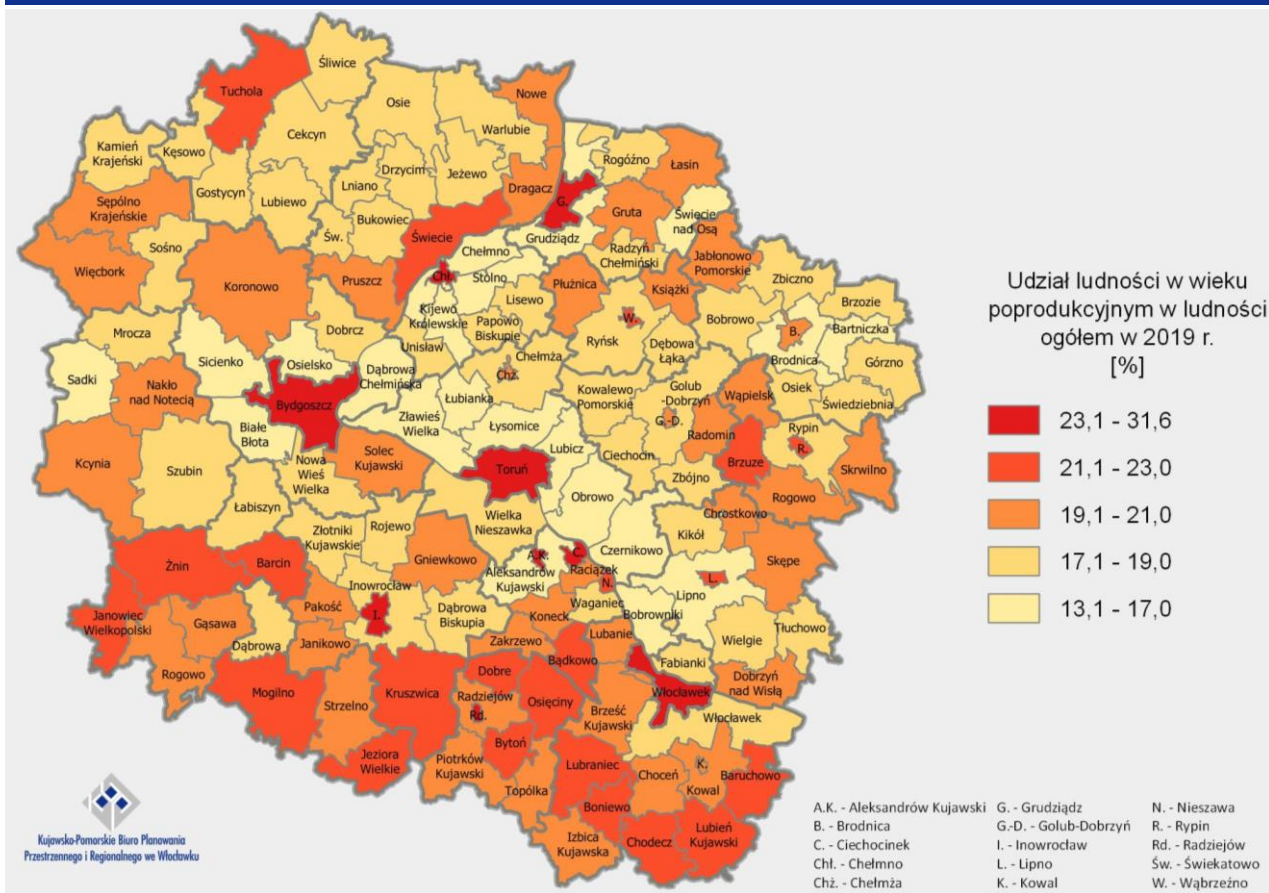 Śliwice
Tuchola
Osie
Nowe
Cekcyn
Warlubie
Kamień
Krajeński
Kęsowo
Rogóźno
Łasin
Drzycim
Jeżewo
Lniano
Dragacz
Gostycyn
Lubiewo
Sępólno
Krajeńskie
G.
Gruta
Świecie
nad Osą
Bukowiec
Św.
Świecie
Grudziądz
Sośno
Radzyń
Chełmiński
Więcbork
Chełmno
Jabłonowo
Pomorskie
Koronowo
Pruszcz
Chł.
Stolno
Płużnica
Książki
Zbiczno
Brzozie
Lisewo
Kijewo
Królewskie
Papowo
Biskupie
W.
Bobrowo
Bartniczka
B.
Mrocza
Dobrcz
Unisław
Ryńsk
Dębowa
Łąka
Brodnica
Górzno
Sicienko
Osielsko
Chełmża
Sadki
Dąbrowa
Chełmińska
Chż.
Nakło
nad Notecią
Kowalewo
Pomorskie
Golub
-Dobrzyń
Wąpielsk
Osiek
Świedziebnia
Bydgoszcz
Łubianka
Zławieś
Wielka
Łysomice
G.-D.
Radomin
Rypin
R.
Białe
Błota
Solec
Kujawski
Lubicz
Kcynia
Szubin
Nowa
Wieś
Wielka
Toruń
Ciechocin
Brzuze
Skrwilno
Zbójno
Obrowo
Rogowo
Łabiszyn
Wielka
Nieszawka
Chrostkowo
Złotniki
Kujawskie
Rojewo
Kikół
Czernikowo
Gniewkowo
A.K.
C.
Skępe
Żnin
Barcin
Aleksandrów
Kujawski
Raciążek
N.
L.
Inowrocław
Lipno
Janowiec
Wielkopolski
Gąsawa
Pakość
I.
Dąbrowa
Biskupia
Waganiec
Bobrowniki
Koneck
Tłuchowo
Dąbrowa
Janikowo
Zakrzewo
Lubanie
Wielgie
Rogowo
Bądkowo
Fabianki
Dobre
Dobrzyń
nad Wisłą
Mogilno
Kruszwica
Włocławek
Strzelno
Radziejów
Osięciny
Rd.
Brześć
Kujawski
Włocławek
Bytoń
Jeziora
Wielkie
Piotrków
Kujawski
Lubraniec
Choceń
K.
Kowal
Baruchowo
Topólka
Boniewo
Izbica
Kujawska
Chodecz
Lubień
Kujawski
Udział ludności w wieku
poprodukcyjnym w ludności
ogółem w 2019 r.
[%]
23,1 - 31,6
21,1 - 23,0
19,1 - 21,0
17,1 - 19,0
13,1 - 17,0
Kujawsko-Pomorskie Biuro Planowania
Przestrzennego i Regionalnego we Włocławku
A.K. - Aleksandrów Kujawski
B. - Brodnica
C. - Ciechocinek
Chł. - Chełmno
Chż. - Chełmża
G. - Grudziądz
G.-D. - Golub-Dobrzyń
I. - Inowrocław
L. - Lipno
K. - Kowal
N. - Nieszawa
R. - Rypin
Rd. - Radziejów
Św. - Świekatowo
W. - Wąbrzeźno